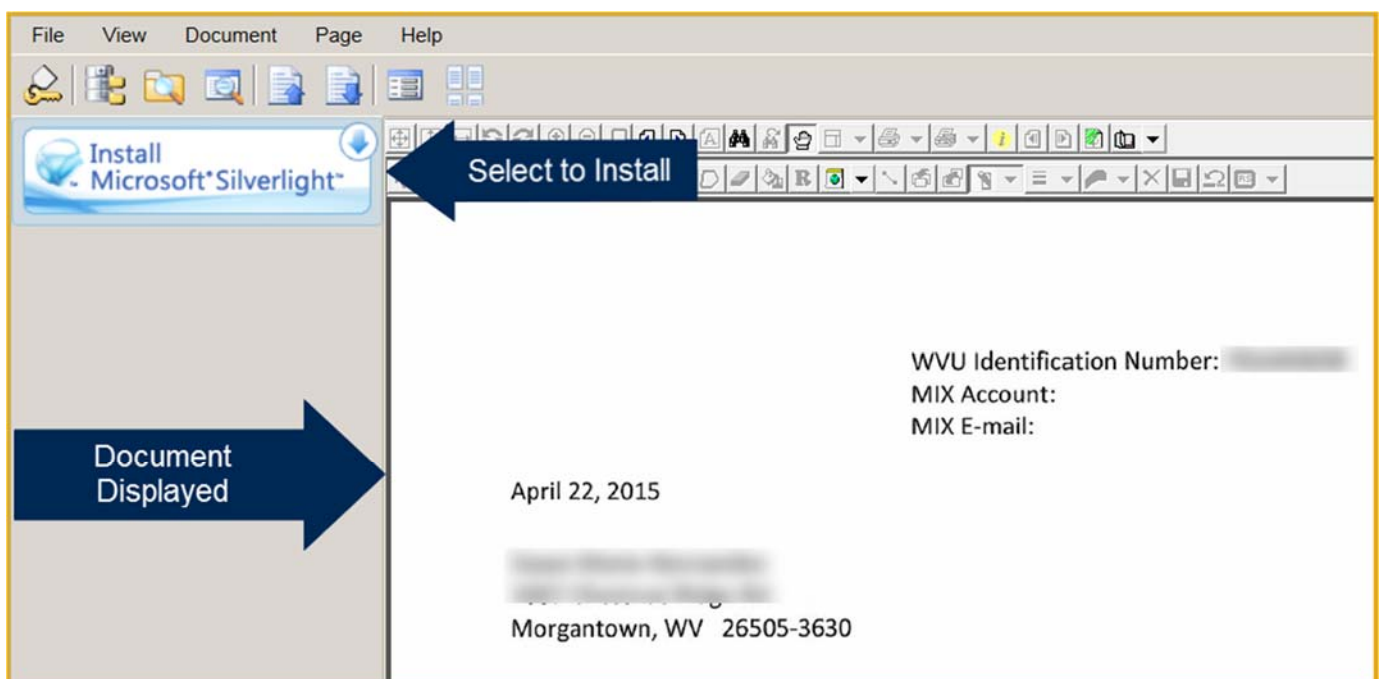 File View Document Page Help
Install
Microsoft® Silverlight™
Select to Install
WVU Identification Number:
MIX Account:
MIX E-mail:
Document
Displayed
April 22, 2015
Morgantown, WV 26505-3630